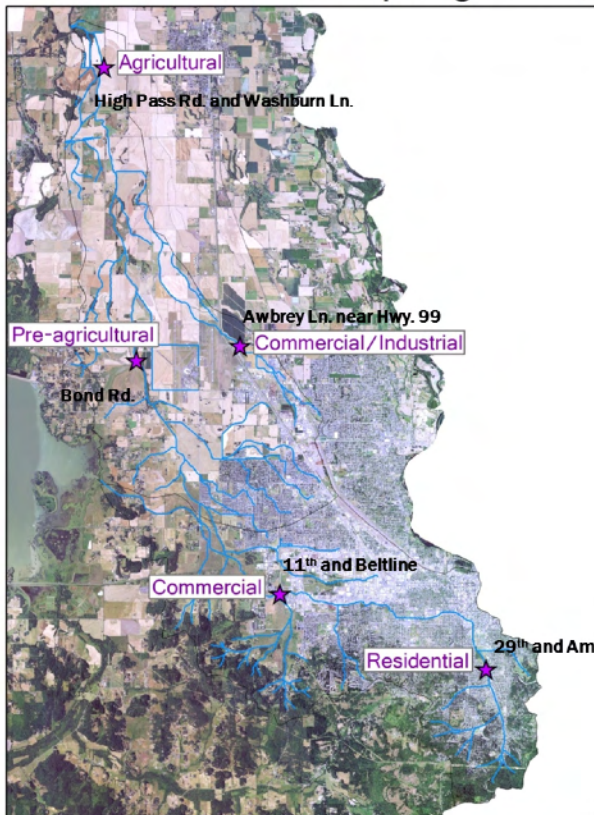 Agricultural
High Pass Rd. and Washburn Ln.
Awbrey Ln. near Hwy. 99
Pre-agricultural
Commercial/Industrial
Bond Rd.
11th and Beltline
Commercial
29th and Am
Residential